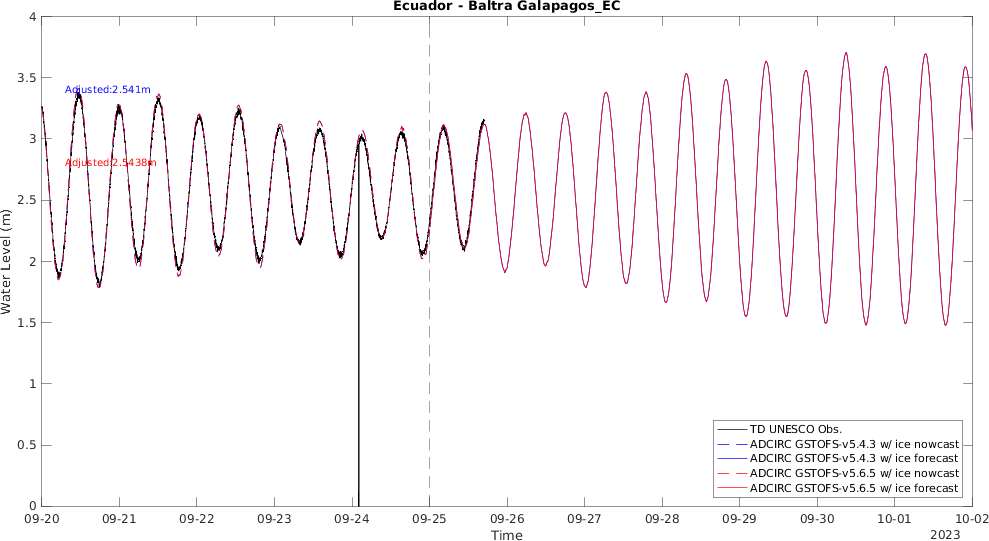 Ecuador - Baltra Galapagos_EC
4
3.5
3
2.5
2
1.5
1
0.5
0
Water Level (m)
Adjusted:2.541m
Adjusted:2.5438m
TD UNESCO Obs.
ADCIRC GSTOFS-v5.4.3 w/ ice nowcast
ADCIRC GSTOFS-v5.4.3 w/ ice forecast
ADCIRC GSTOFS-v5.6.5 w/ ice nowcast
ADCIRC GSTOFS-v5.6.5 w/ ice forecast
09-20 09-21 09-22 09-23 09-24 09-25 09-26 09-27 09-28 09-29 09-30 10-01 10-02
Time
2023